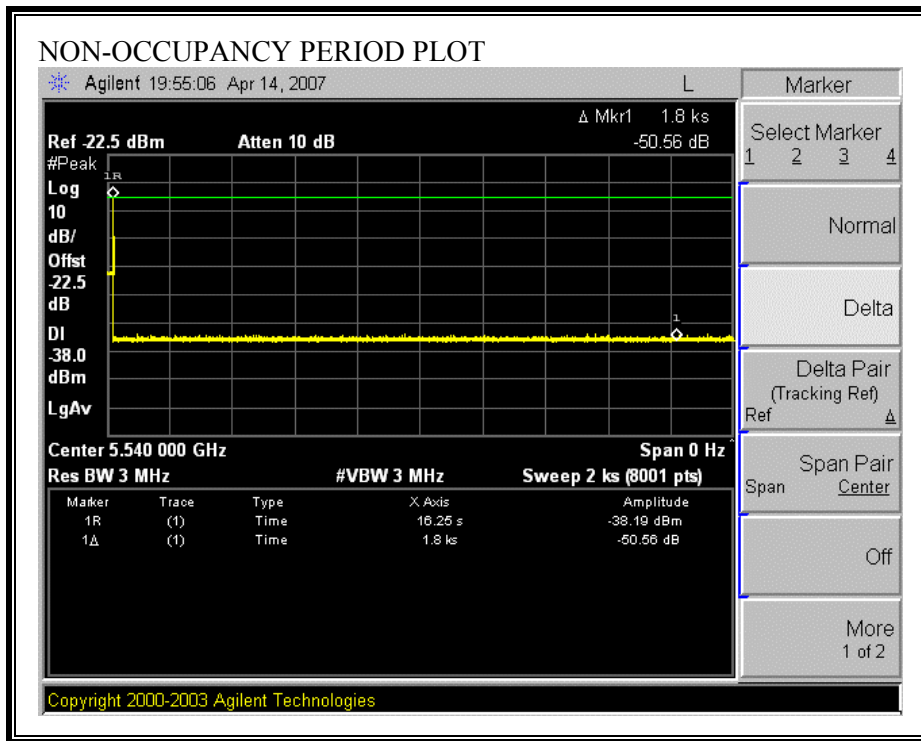 NON-OCCUPANCY PERIOD PLOT
Agilent 19:55:06 Apr 14, 2007 L
Δ Mkr1 1.8 ks
Ref -22.5 dBm Atten 10 dB -50.56 dB
#Peak
1R
Log
10
dB/
Offst
-22.5
dB
1
DI
-38.0
dBm
LgAv
Center 5.540 000 GHz Span 0 Hz
Res BW 3 MHz #VBW 3 MHz Sweep 2 ks (8001 pts)
Marker Trace Type X Axis Amplitude
1R (1) Time 16.25 s -38.19 dBm
1Δ (1) Time 1.8 ks -50.56 dB
Copyright 2000-2003 Agilent Technologies
Marker
Select Marker
1 2 3 4
Normal
Delta
Delta Pair
(Tracking Ref)
Ref Δ
Span Pair
Span Center
Off
More
1 of 2